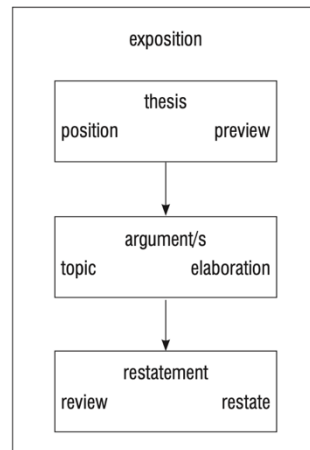 exposition
thesis
position preview
argument/s
topic elaboration
restatement
review restate